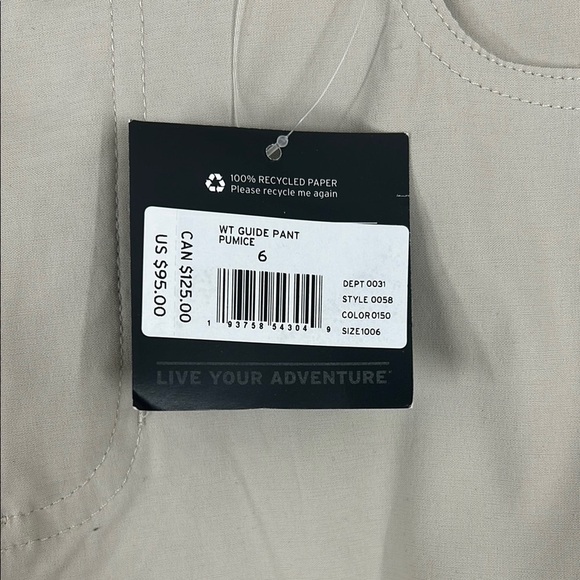 100% RECYCLED PAPER
Please recycle me again
WT GUIDE PANT
PUMICE
6
CAN $125.00
US $95.00
DEPT 0031
STYLE 0058
COLOR 0150
SIZE 1006
1 93758 54304 9
LIVE YOUR ADVENTURE